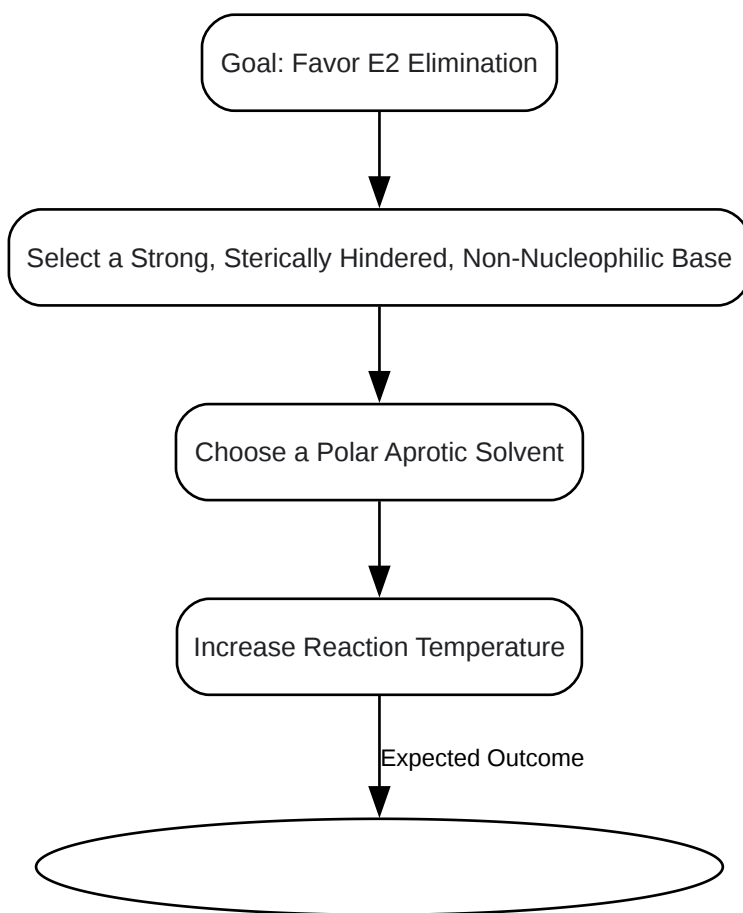 Goal: Favor E2 Elimination
Select a Strong, Sterically Hindered, Non-Nucleophilic Base
Choose a Polar Aprotic Solvent
Increase Reaction Temperature
Expected Outcome